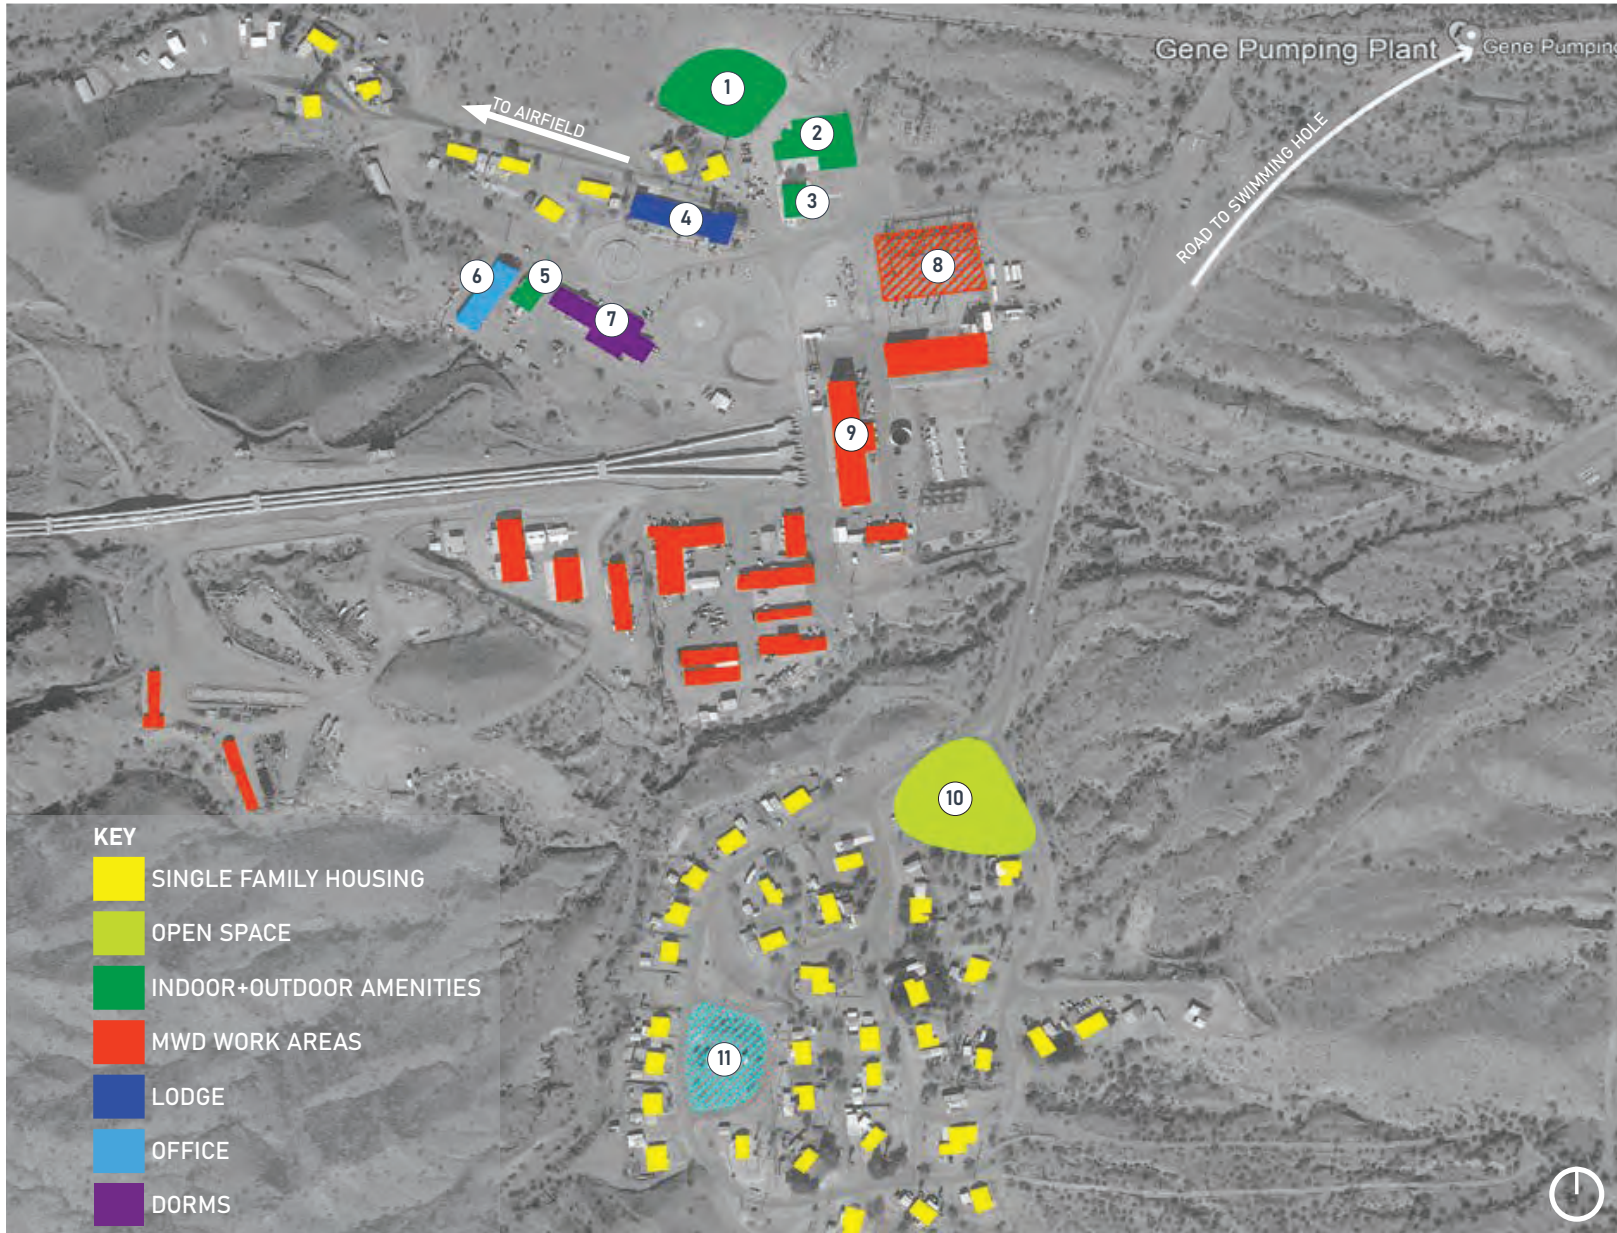 Gene Pumping Plant
Gene Pumping
ROAD TO SWIMMING HOLE
TO AIRFIELD
1
2
3
4
5
6
7
8
9
10
11
KEY
SINGLE FAMILY HOUSING
OPEN SPACE
INDOOR+OUTDOOR AMENITIES
MWD WORK AREAS
LODGE
OFFICE
DORMS